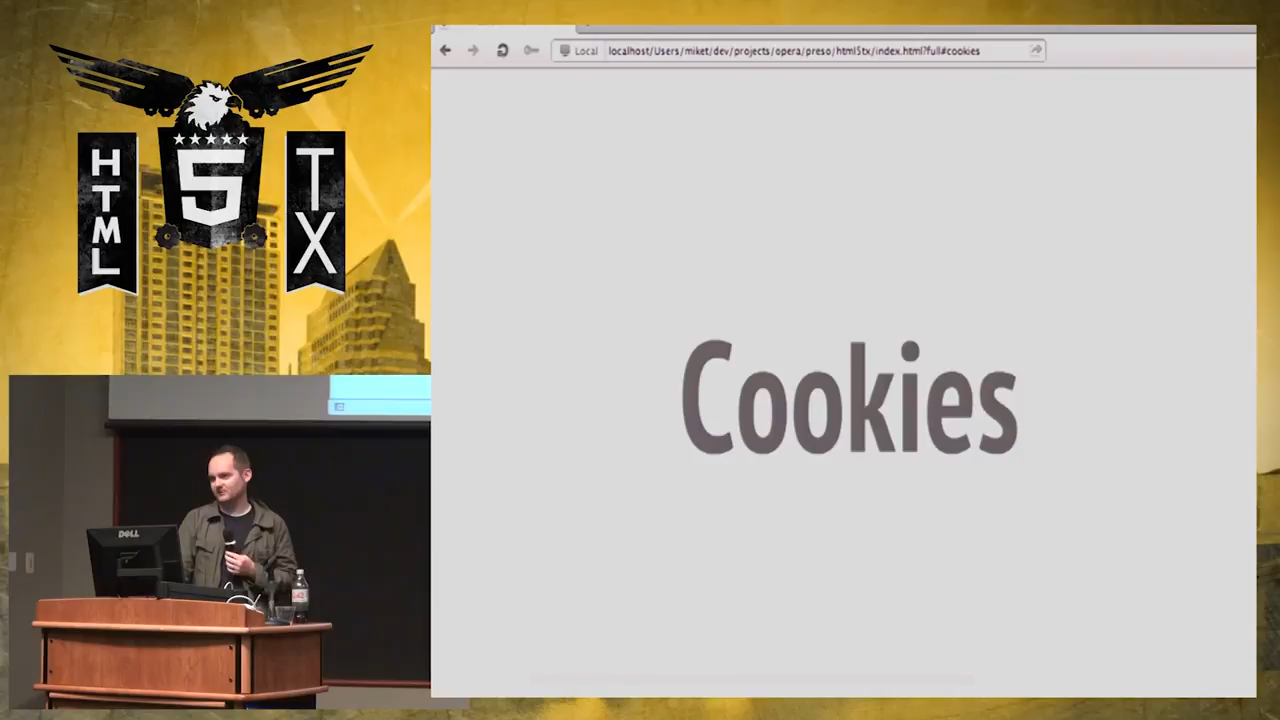 HTML
5
TX
Local
localhost/Users/miket/dev/projects/opera/preso/html5tx/index.html?full#cookies
Cookies
DELL